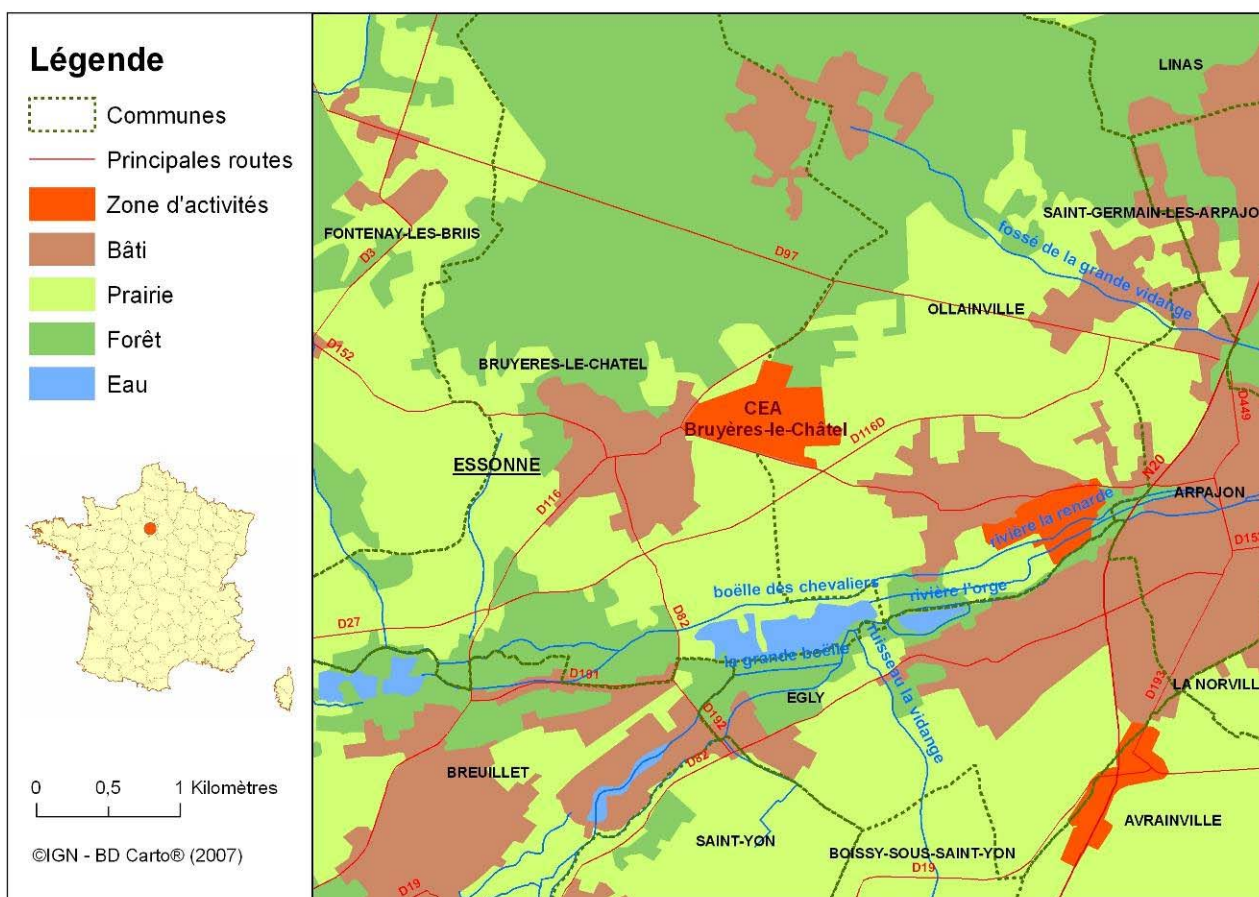 Légende
Communes
Principales routes
Zone d'activités
Bâti
Prairie
Forêt
Eau
0 0,5 1 Kilomètres
©IGN - BD Carto® (2007)
LINAS
SAINT-GERMAIN-LES-ARPAJO
FONTENAY-LES-BRIIS
D3
D97
fossé de la grande vidange
OLLAINVILLE
D152
BRUYERES-LE-CHATEL
CEA
Bruyères-le-Châtel
D116D
D449
ESSONNE
D116
N20
ARPAJON
rivière la renarde
D152
boëlle des chevaliers
rivière l'orge
D27
D82
la grande boëlle
ruisseau la vidange
D191
EGLY
D193
LA NORVILL
D192
D82
BREUILLET
SAINT-YON
BOISSY-SOUS-SAINT-YON
AVRAINVILLE
D19
D19